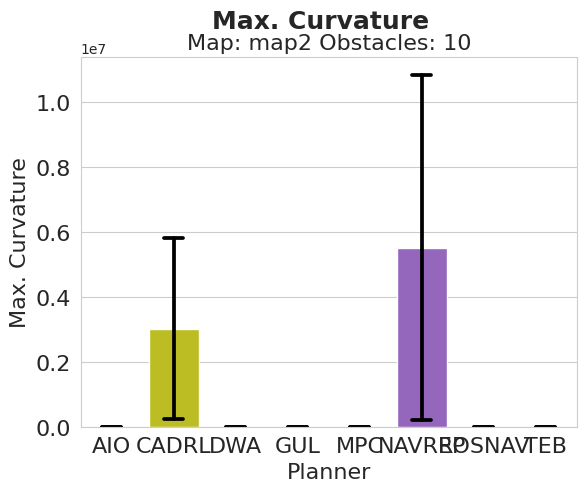 Max. Curvature
Map: map2 Obstacles: 10
1e7
Max. Curvature
1.0
0.8
0.6
0.4
0.2
0.0
AIO CADRL DWA GUL MPC NAVREP ROSNAV TEB
Planner